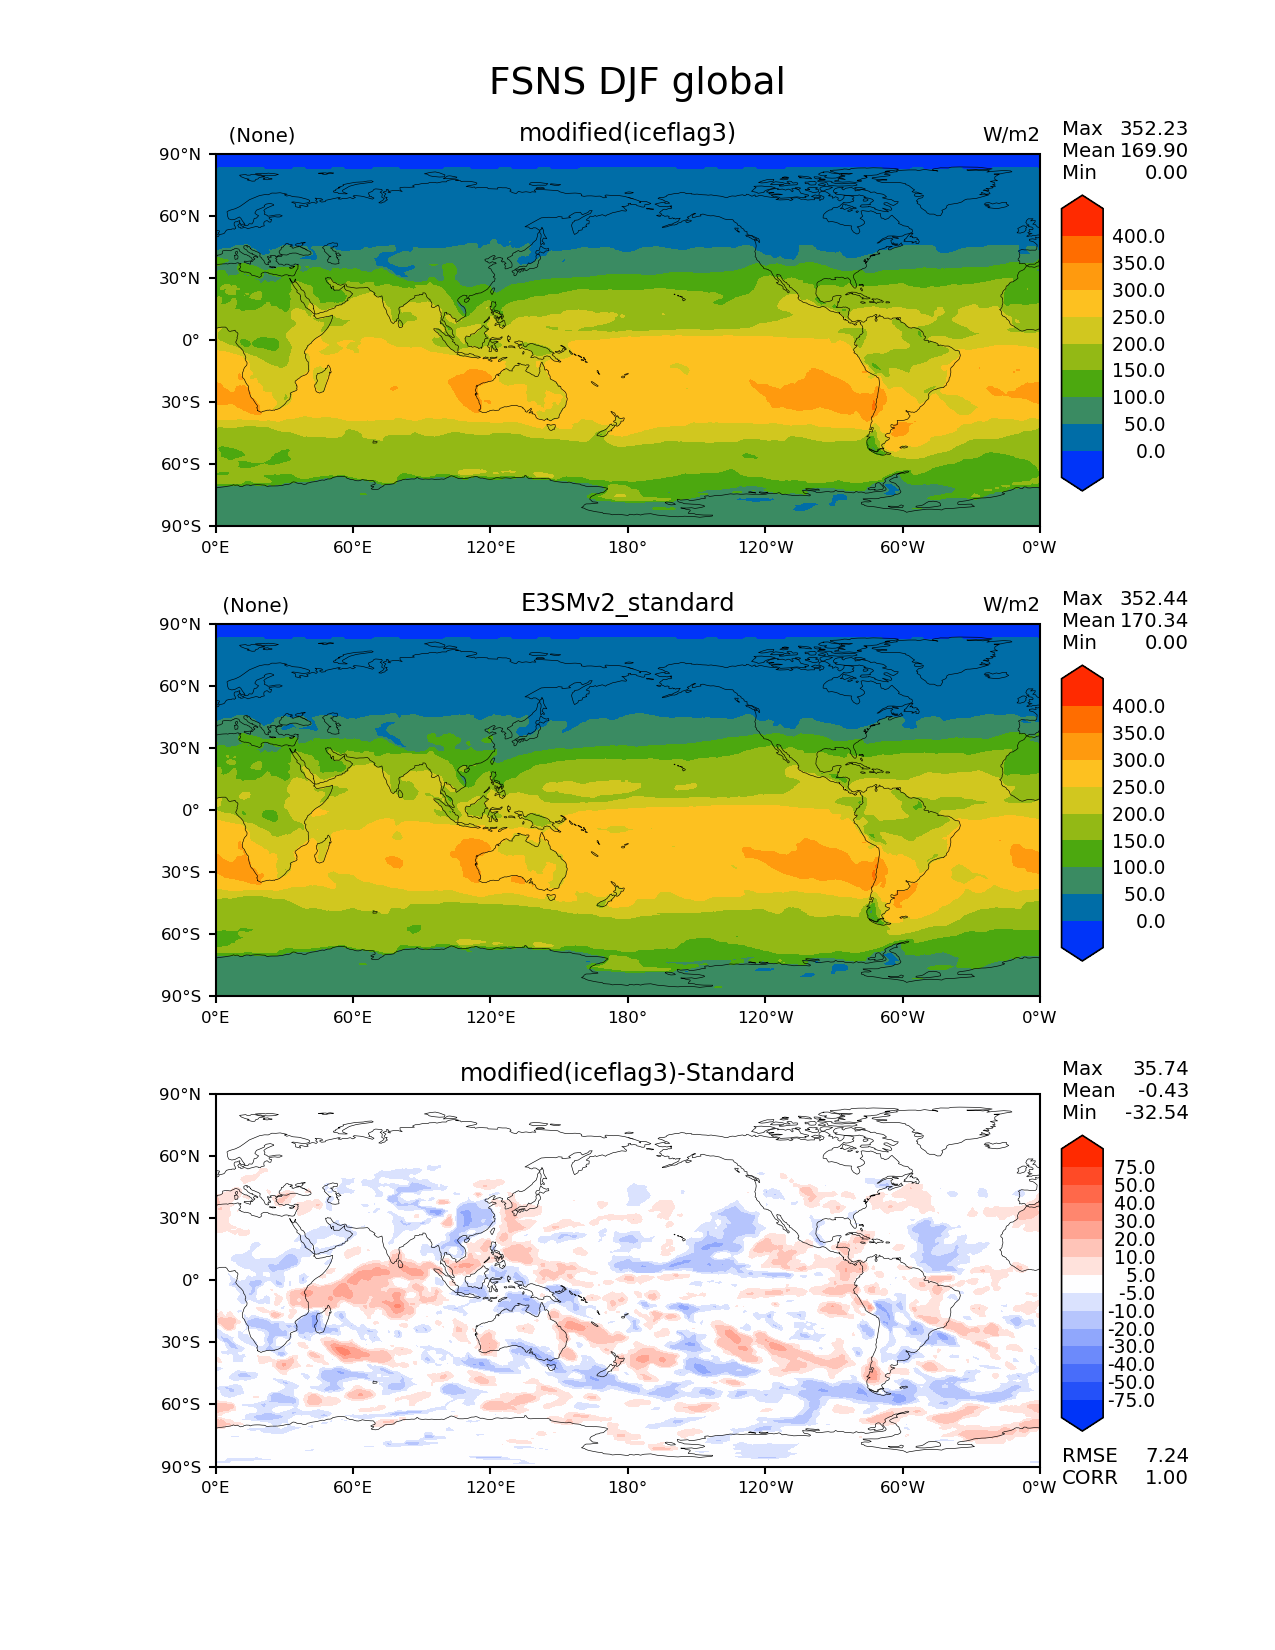 FSNS DJF global
(None) modified(iceflag3) W/m2
Max 352.23
Mean 169.90
Min 0.00
90°N
60°N
30°N
0°
30°S
60°S
90°S
0°E 60°E 120°E 180° 120°W 60°W 0°W
400.0
350.0
300.0
250.0
200.0
150.0
100.0
50.0
0.0
(None) E3SMv2_standard W/m2
Max 352.44
Mean 170.34
Min 0.00
90°N
60°N
30°N
0°
30°S
60°S
90°S
0°E 60°E 120°E 180° 120°W 60°W 0°W
400.0
350.0
300.0
250.0
200.0
150.0
100.0
50.0
0.0
modified(iceflag3)-Standard
Max 35.74
Mean -0.43
Min -32.54
90°N
60°N
30°N
0°
30°S
60°S
90°S
0°E 60°E 120°E 180° 120°W 60°W 0°W
75.0
50.0
40.0
30.0
20.0
10.0
5.0
-5.0
-10.0
-20.0
-30.0
-40.0
-50.0
-75.0
RMSE 7.24
CORR 1.00